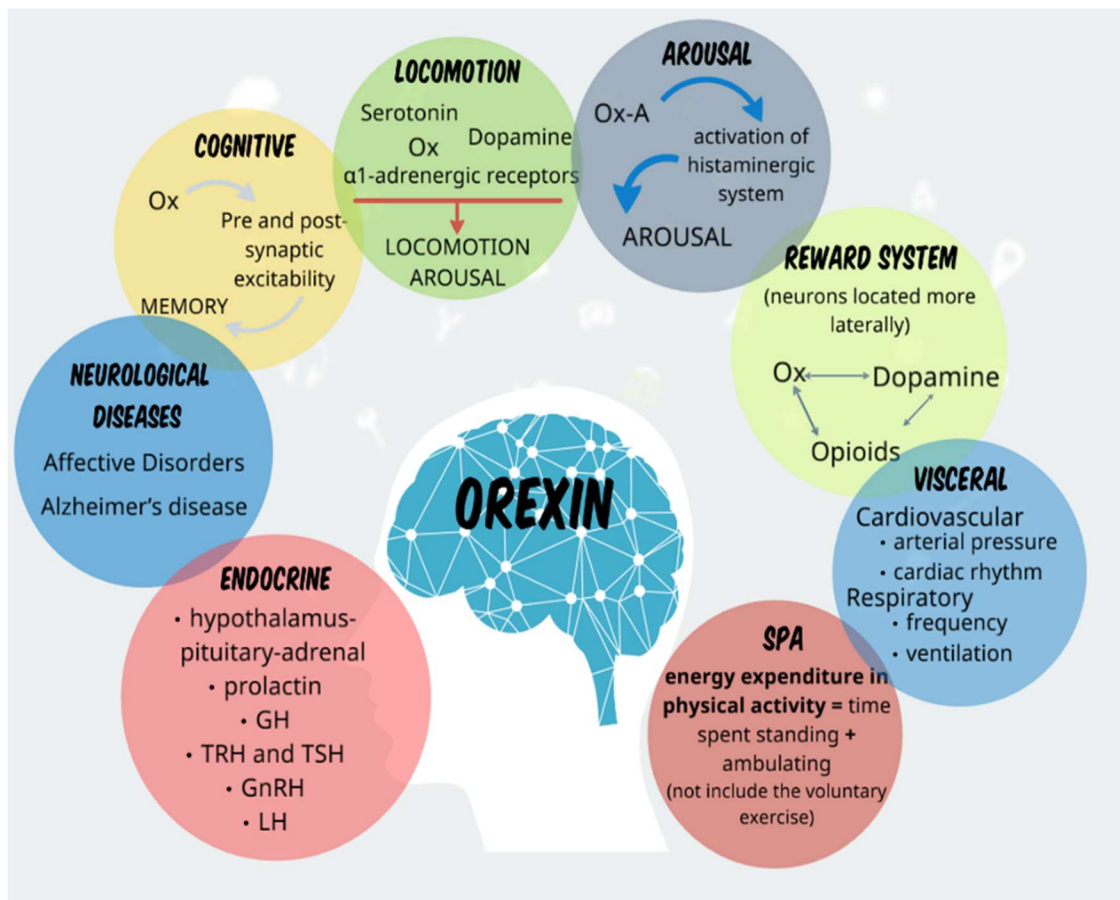 LOCOMOTION
Serotonin
Ox
Dopamine
α1-adrenergic receptors
LOCOMOTION
AROUSAL
AROUSAL
Ox-A
activation of
histaminergic
system
AROUSAL
COGNITIVE
Ox
Pre and post-
synaptic
excitability
MEMORY
REWARD SYSTEM
(neurons located more
laterally)
Ox
Dopamine
Opioids
NEUROLOGICAL
DISEASES
Affective Disorders
Alzheimer's disease
OREXIN
VISCERAL
Cardiovascular
• arterial pressure
• cardiac rhythm
Respiratory
• frequency
• ventilation
ENDOCRINE
• hypothalamus-
pituitary-adrenal
• prolactin
• GH
• TRH and TSH
• GnRH
• LH
SPA
energy expenditure in
physical activity = time
spent standing +
ambulating
(not include the voluntary
exercise)